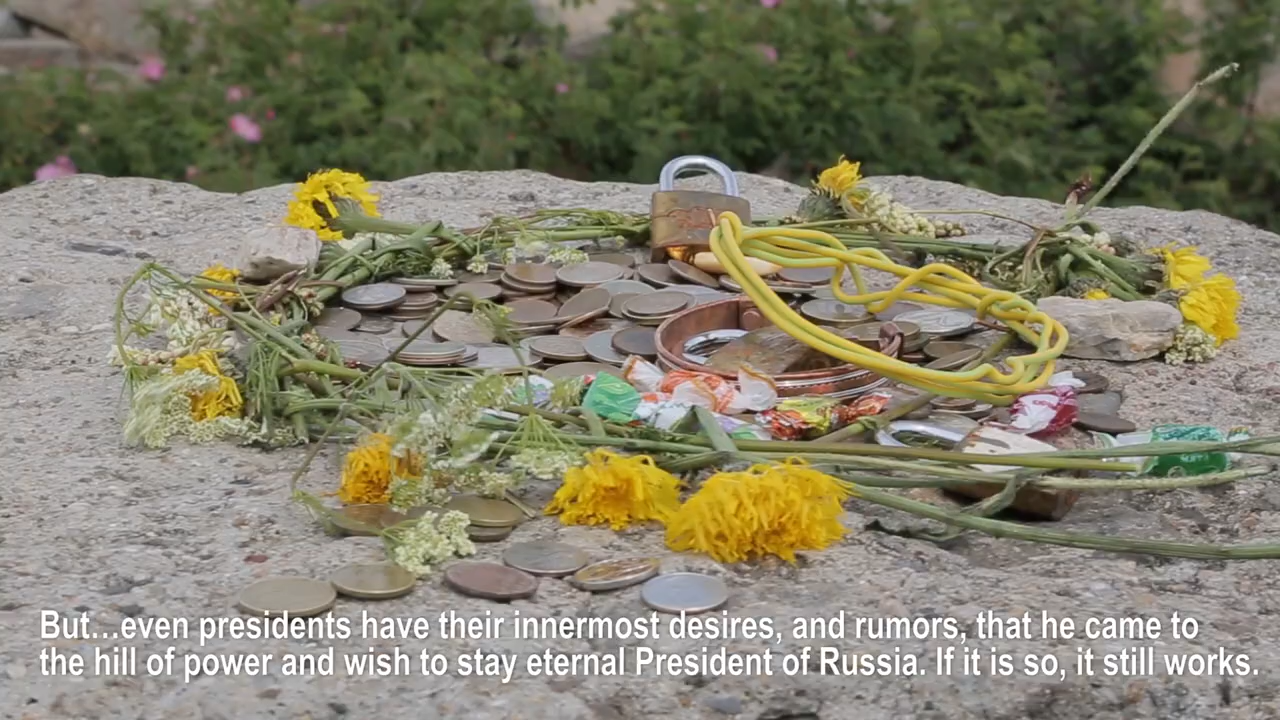 But...even presidents have their innermost desires, and rumors, that he came to
the hill of power and wish to stay eternal President of Russia. If it is so, it still works.